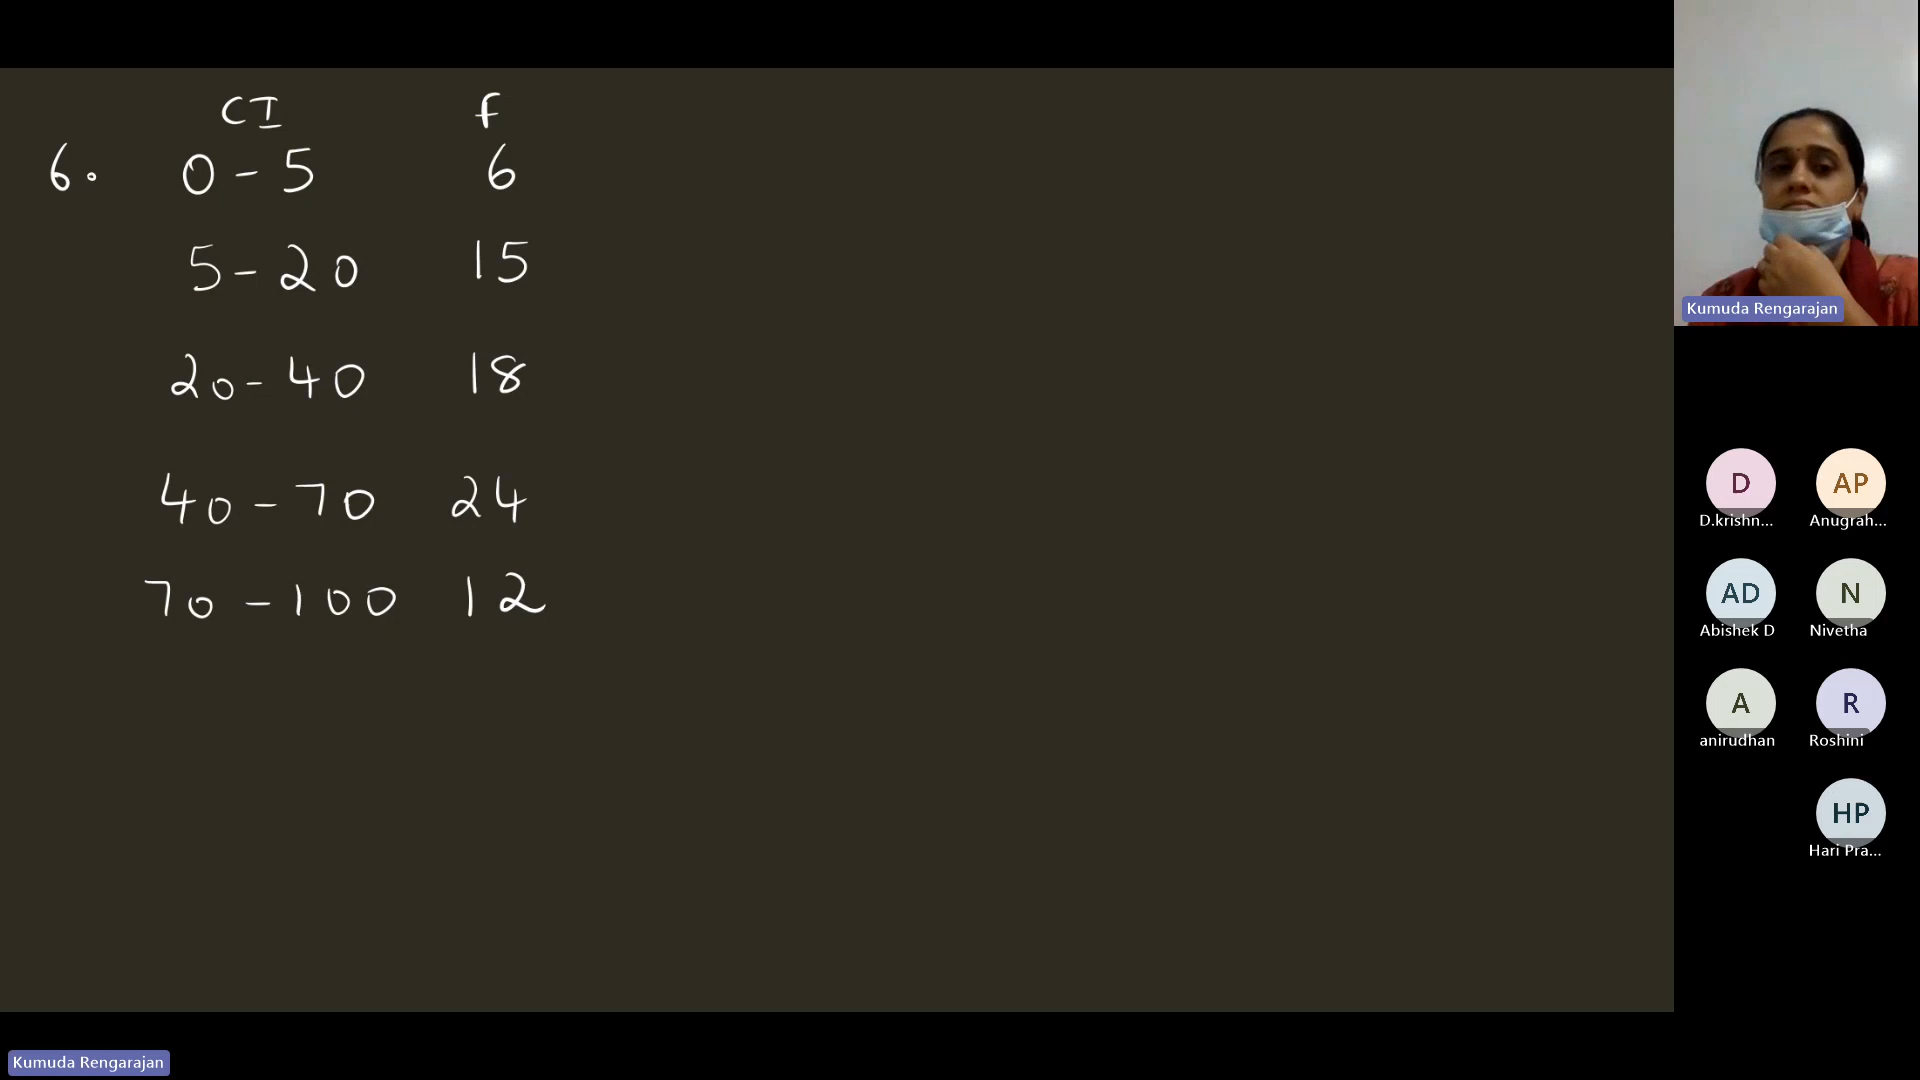 CI f
6. 0 - 5 6
5 - 20 15
20 - 40 18
40 - 70 24
70 - 100 12
Kumuda Rengarajan
D AP
D.krishn... Anugrah...
AD N
Abishek D Nivetha
A R
anirudhan Roshini
HP
Hari Pra...
Kumuda Rengarajan